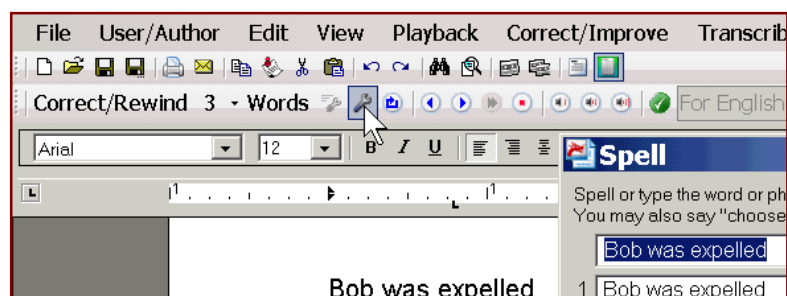 File User/Author Edit View Playback Correct/Improve Transcrib
Correct/Rewind 3 Words For English
Arial 12 B I U
Spell
Spell or type the word or ph
You may also say "choose
Bob was expelled
Bob was expelled
1 Bob was expelled